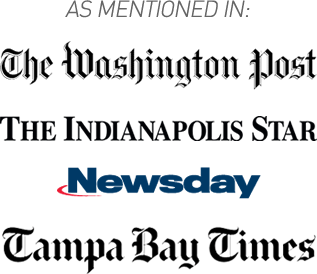 AS MENTIONED IN:
The Washington Post
THE INDIANAPOLIS STAR
Newsday
Tampa Bay Times